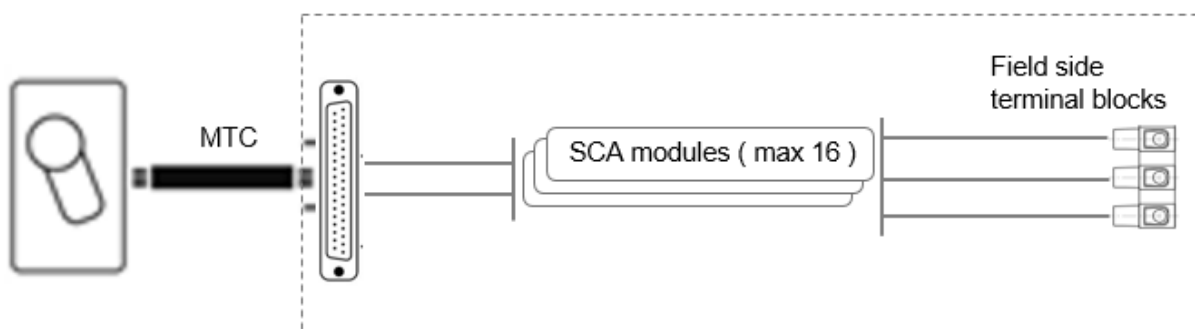 Field side
terminal blocks
MTC
SCA modules ( max 16 )